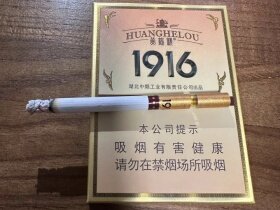 HUANGHELOU
黄鹤楼
1916
湖北中烟工业有限责任公司出品
1916
本公司提示
吸烟有害健康
请勿在禁烟场所吸烟